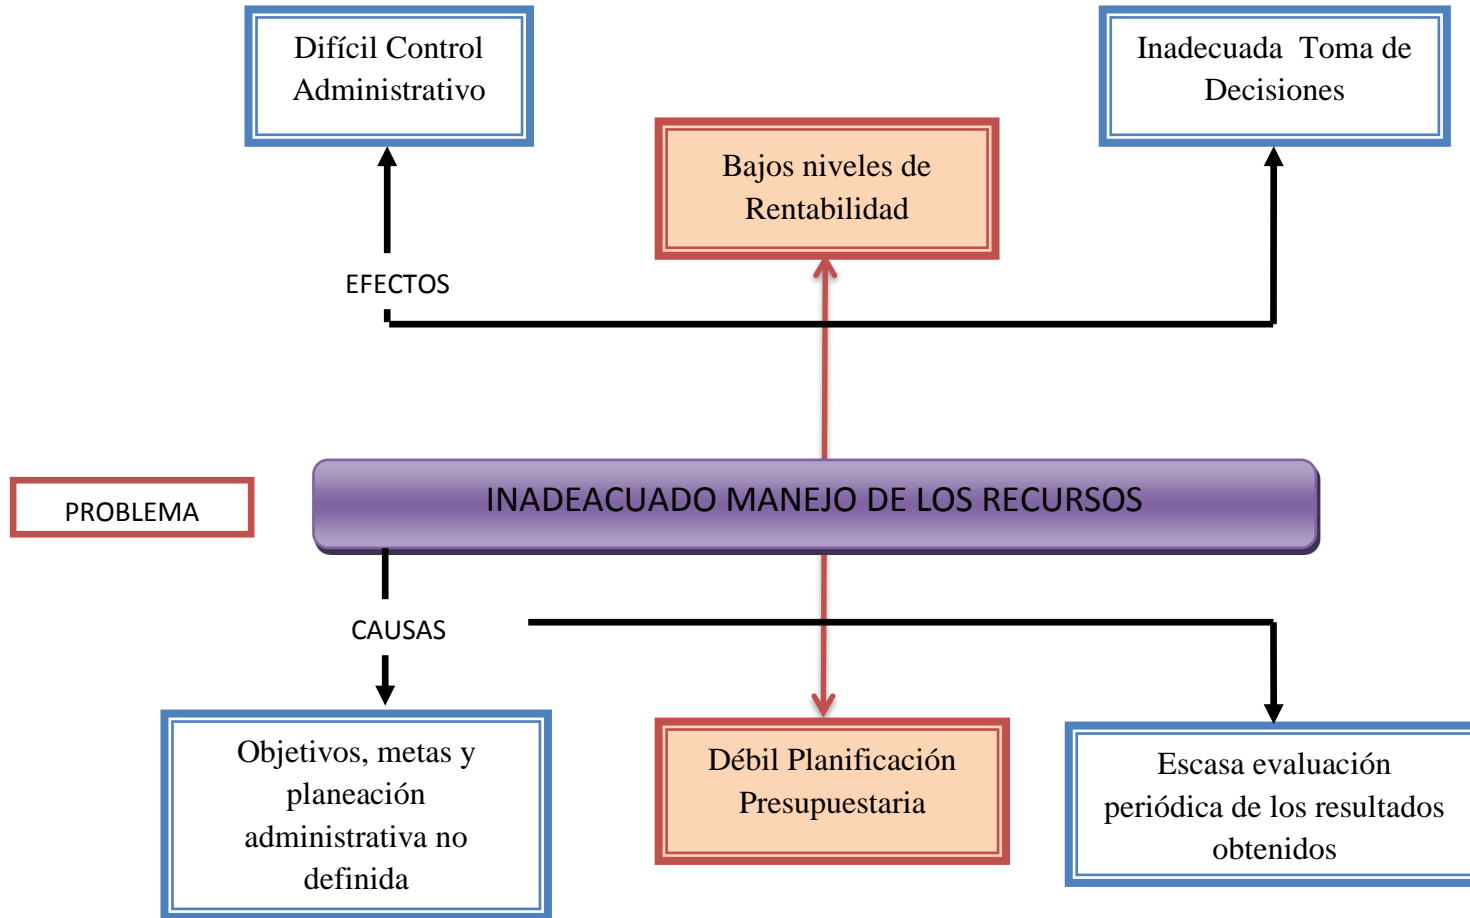 Difícil Control
Administrativo
Inadecuada  Toma de
Decisiones
Bajos niveles de
Rentabilidad
EFECTOS
PROBLEMA
INADEACUADO MANEJO DE LOS RECURSOS
CAUSAS
Objetivos, metas y
planeación
administrativa no
definida
Débil Planificación
Presupuestaria
Escasa evaluación
periódica de los resultados
obtenidos